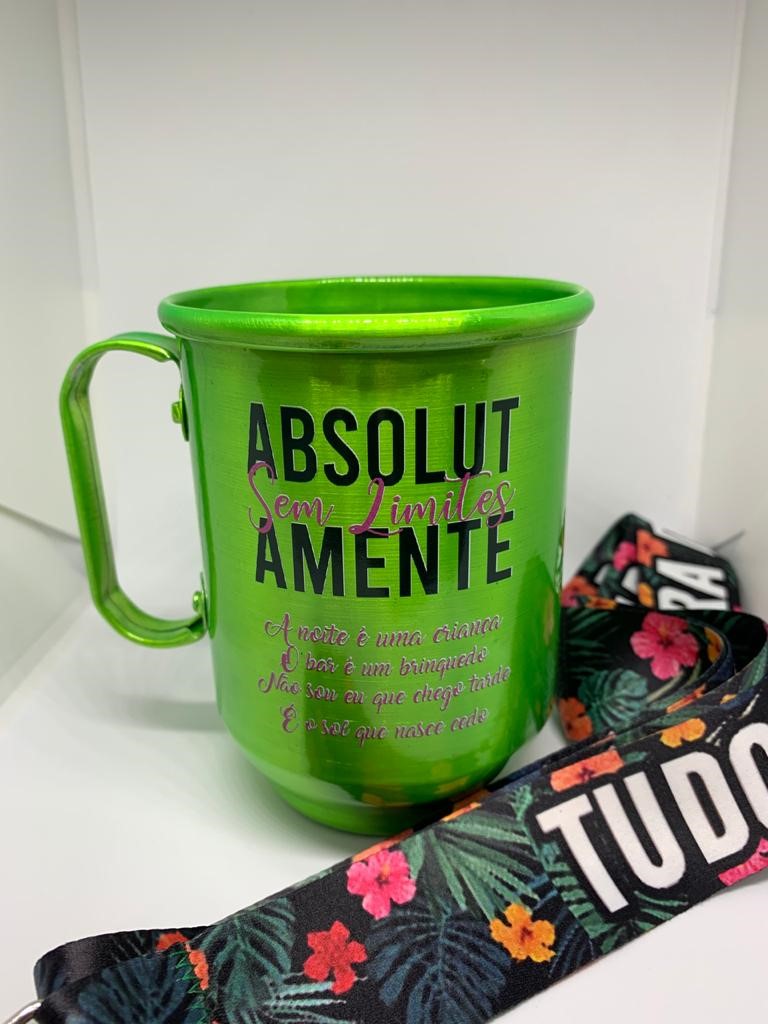 ABSOLUT
Sem Limites
AMENTE
A noite é uma criança
O bar é um brinquedo
Não sou eu que chego tarde
É o sol que nasce cedo
RA
TUDO